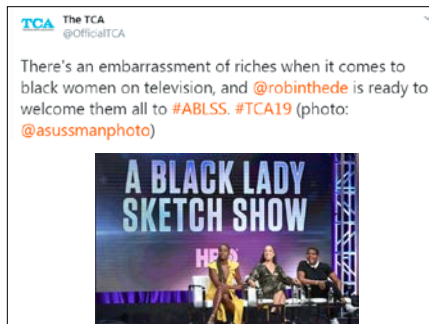 TCA
The TCA
@OfficialTCA
There's an embarrassment of riches when it comes to
black women on television, and @robinthede is ready to
welcome them all to #ABLSS. #TCA19 (photo:
@asussmanphoto)
A BLACK LADY
SKETCH SHOW
HBO